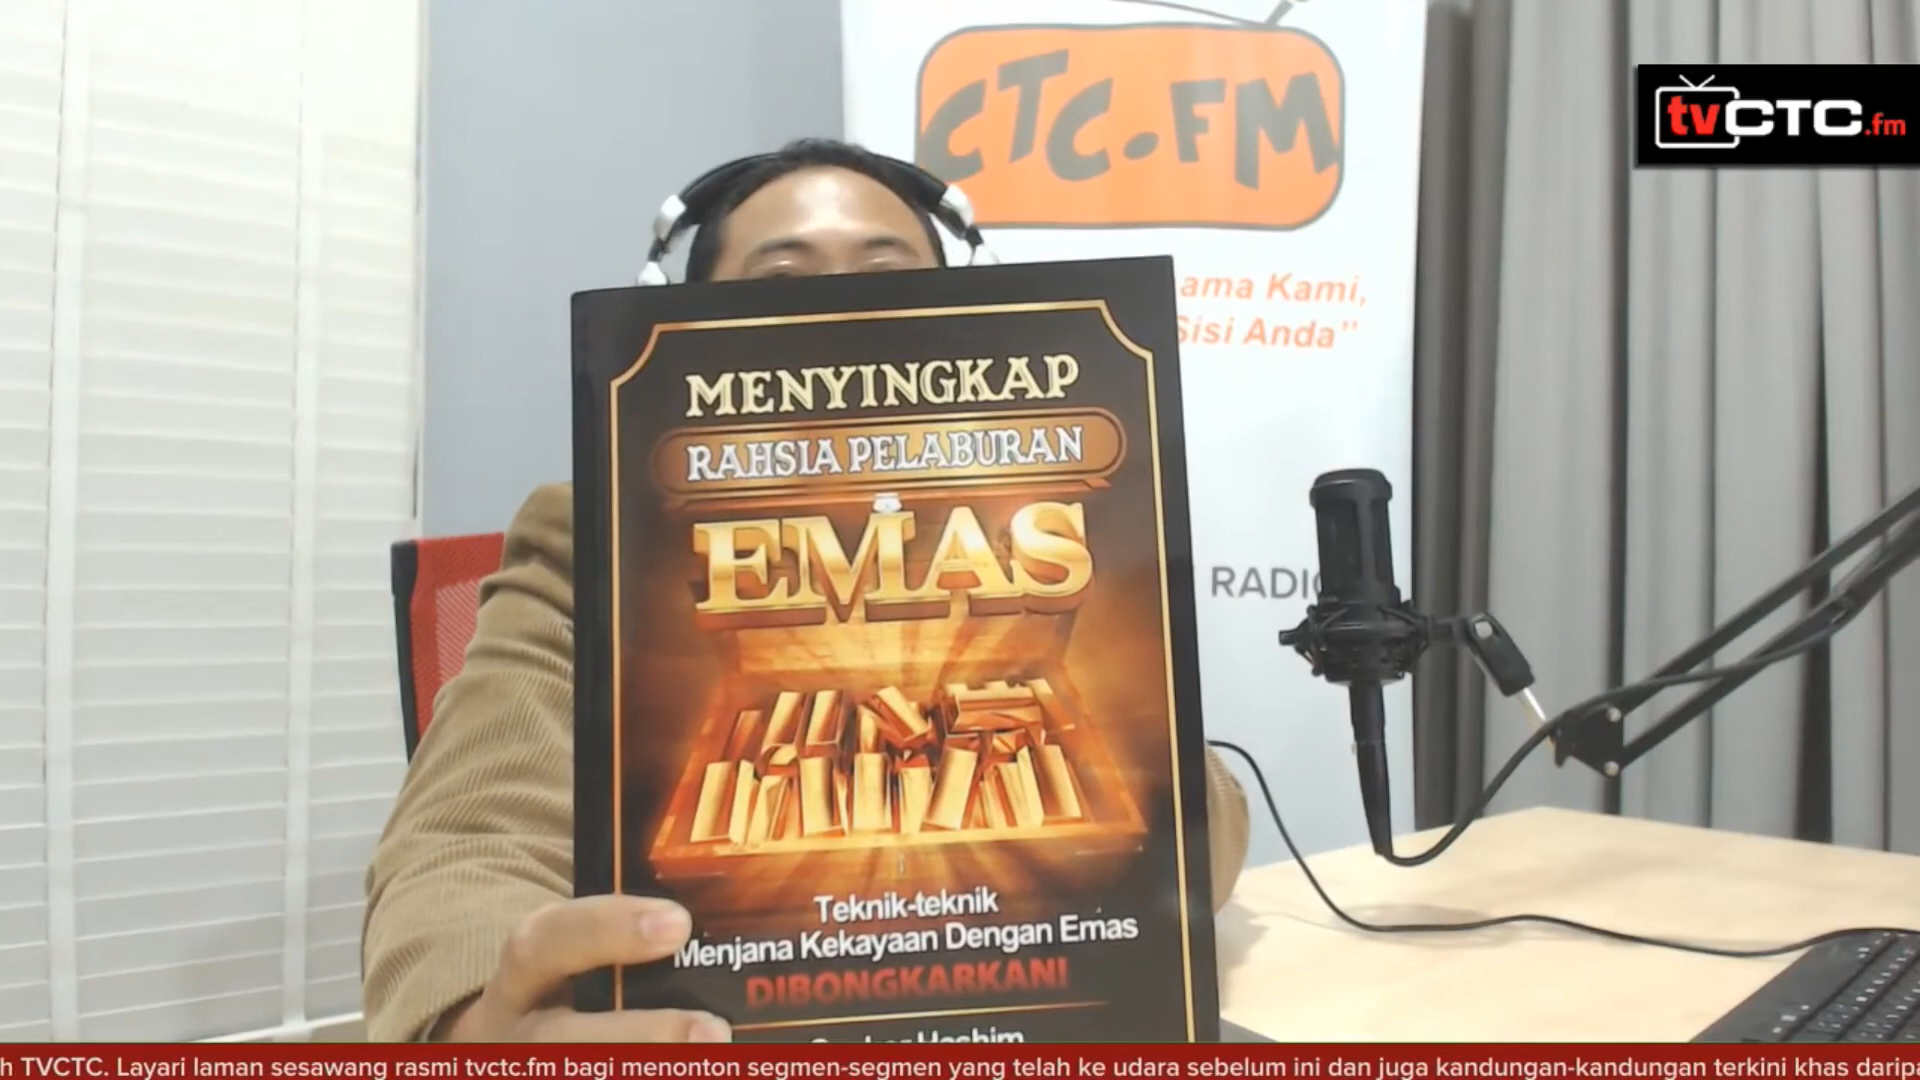 CTC.FM
tvCTC.fm
ama Kami,
Sisi Anda"
RADIO
MENYINGKAP
RAHSIA PELABURAN
EMAS
Teknik-teknik
Menjana Kekayaan Dengan Emas
DIBONGKARKAN!
Hashim
h TVCTC. Layari laman sesawang rasmi tvctc.fm bagi menonton segmen-segmen yang telah ke udara sebelum ini dan juga kandungan-kandungan terkini khas daripa